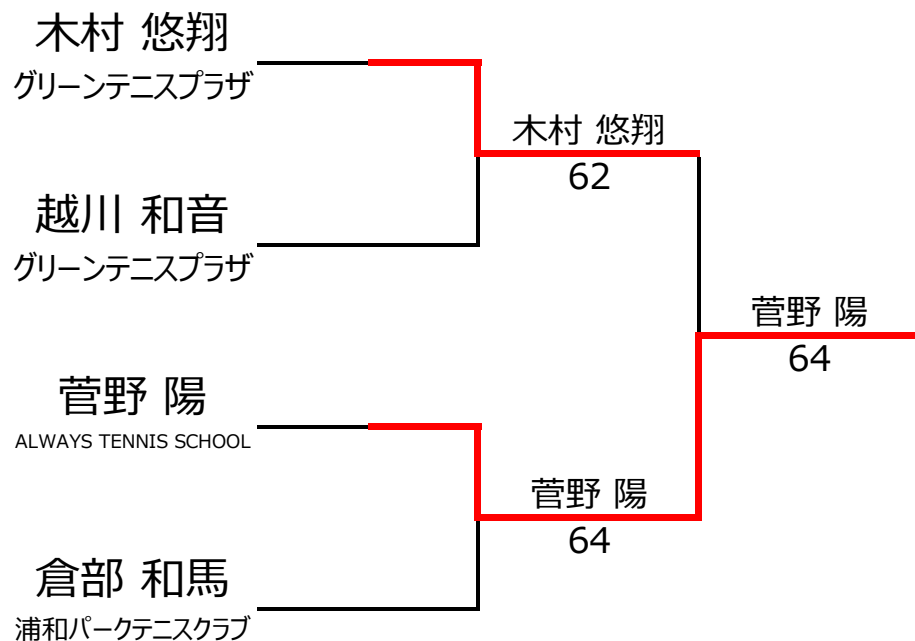 木村 悠翔
グリーンテニスプラザ
木村 悠翔
62
越川 和音
グリーンテニスプラザ
菅野 陽
64
菅野 陽
ALWAYS TENNIS SCHOOL
菅野 陽
64
倉部 和馬
浦和パークテニスクラブ